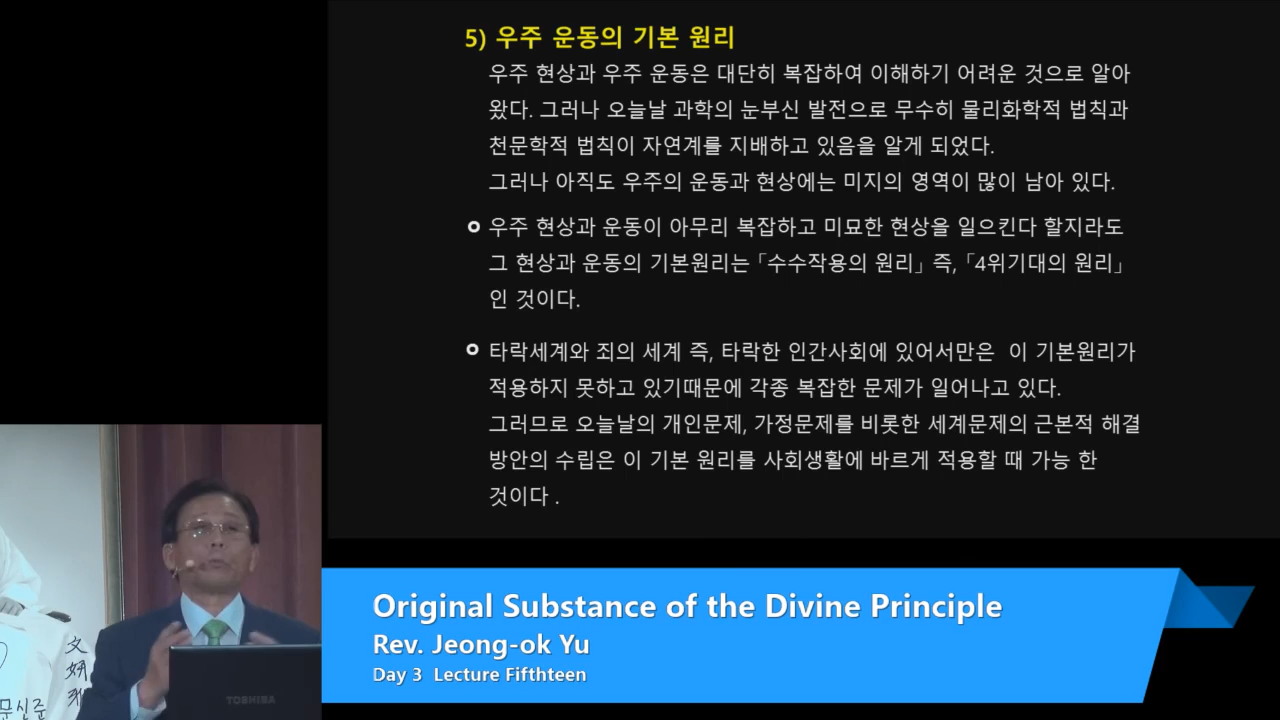 5) 우주 운동의 기본 원리
우주 현상과 우주 운동은 대단히 복잡하여 이해하기 어려운 것으로 알아
왔다. 그러나 오늘날 과학의 눈부신 발전으로 무수히 물리화학적 법칙과
천문학적 법칙이 자연계를 지배하고 있음을 알게 되었다.
그러나 아직도 우주의 운동과 현상에는 미지의 영역이 많이 남아 있다.
우주 현상과 운동이 아무리 복잡하고 미묘한 현상을 일으킨다 할지라도
그 현상과 운동의 기본원리는「수수작용의 원리」즉,「4위기대의 원리」
인 것이다.
타락세계와 죄의 세계 즉, 타락한 인간사회에 있어서만은 이 기본원리가
적용하지 못하고 있기때문에 각종 복잡한 문제가 일어나고 있다.
그러므로 오늘날의 개인문제, 가정문제를 비롯한 세계문제의 근본적 해결
방안의 수립은 이 기본 원리를 사회생활에 바르게 적용할 때 가능 한
것이다 .
文
문신준
TOSHIBA
Original Substance of the Divine Principle
Rev. Jeong-ok Yu
Day 3 Lecture Fifthteen